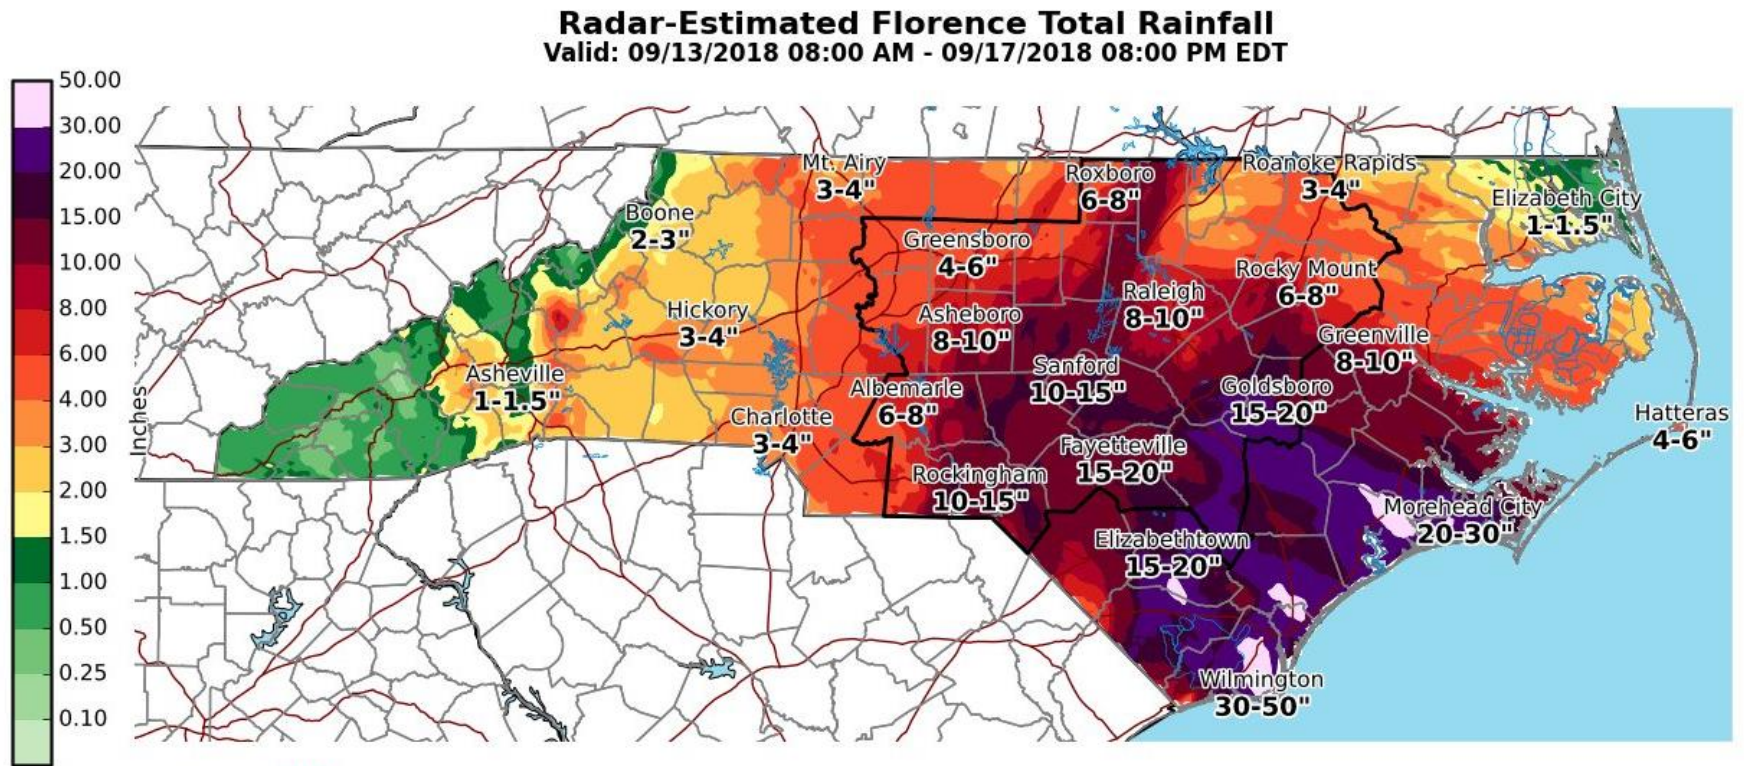 Radar-Estimated Florence Total Rainfall
Valid: 09/13/2018 08:00 AM - 09/17/2018 08:00 PM EDT
50.00
30.00
20.00
15.00
10.00
8.00
6.00
4.00
3.00
2.00
1.50
1.00
0.50
0.25
0.10
Inches
Mt. Airy
3-4"
Roxboro
6-8"
Roanoke Rapids
3-4"
Elizabeth City
1-1.5"
Boone
2-3"
Greensboro
4-6"
Rocky Mount
6-8"
Hickory
3-4"
Asheboro
8-10"
Raleigh
8-10"
Greenville
8-10"
Asheville
1-1.5"
Albemarle
6-8"
Sanford
10-15"
Goldsboro
15-20"
Charlotte
3-4"
Hatteras
4-6"
Rockingham
10-15"
Fayetteville
15-20"
Morehead City
20-30"
Elizabethtown
15-20"
Wilmington
30-50"